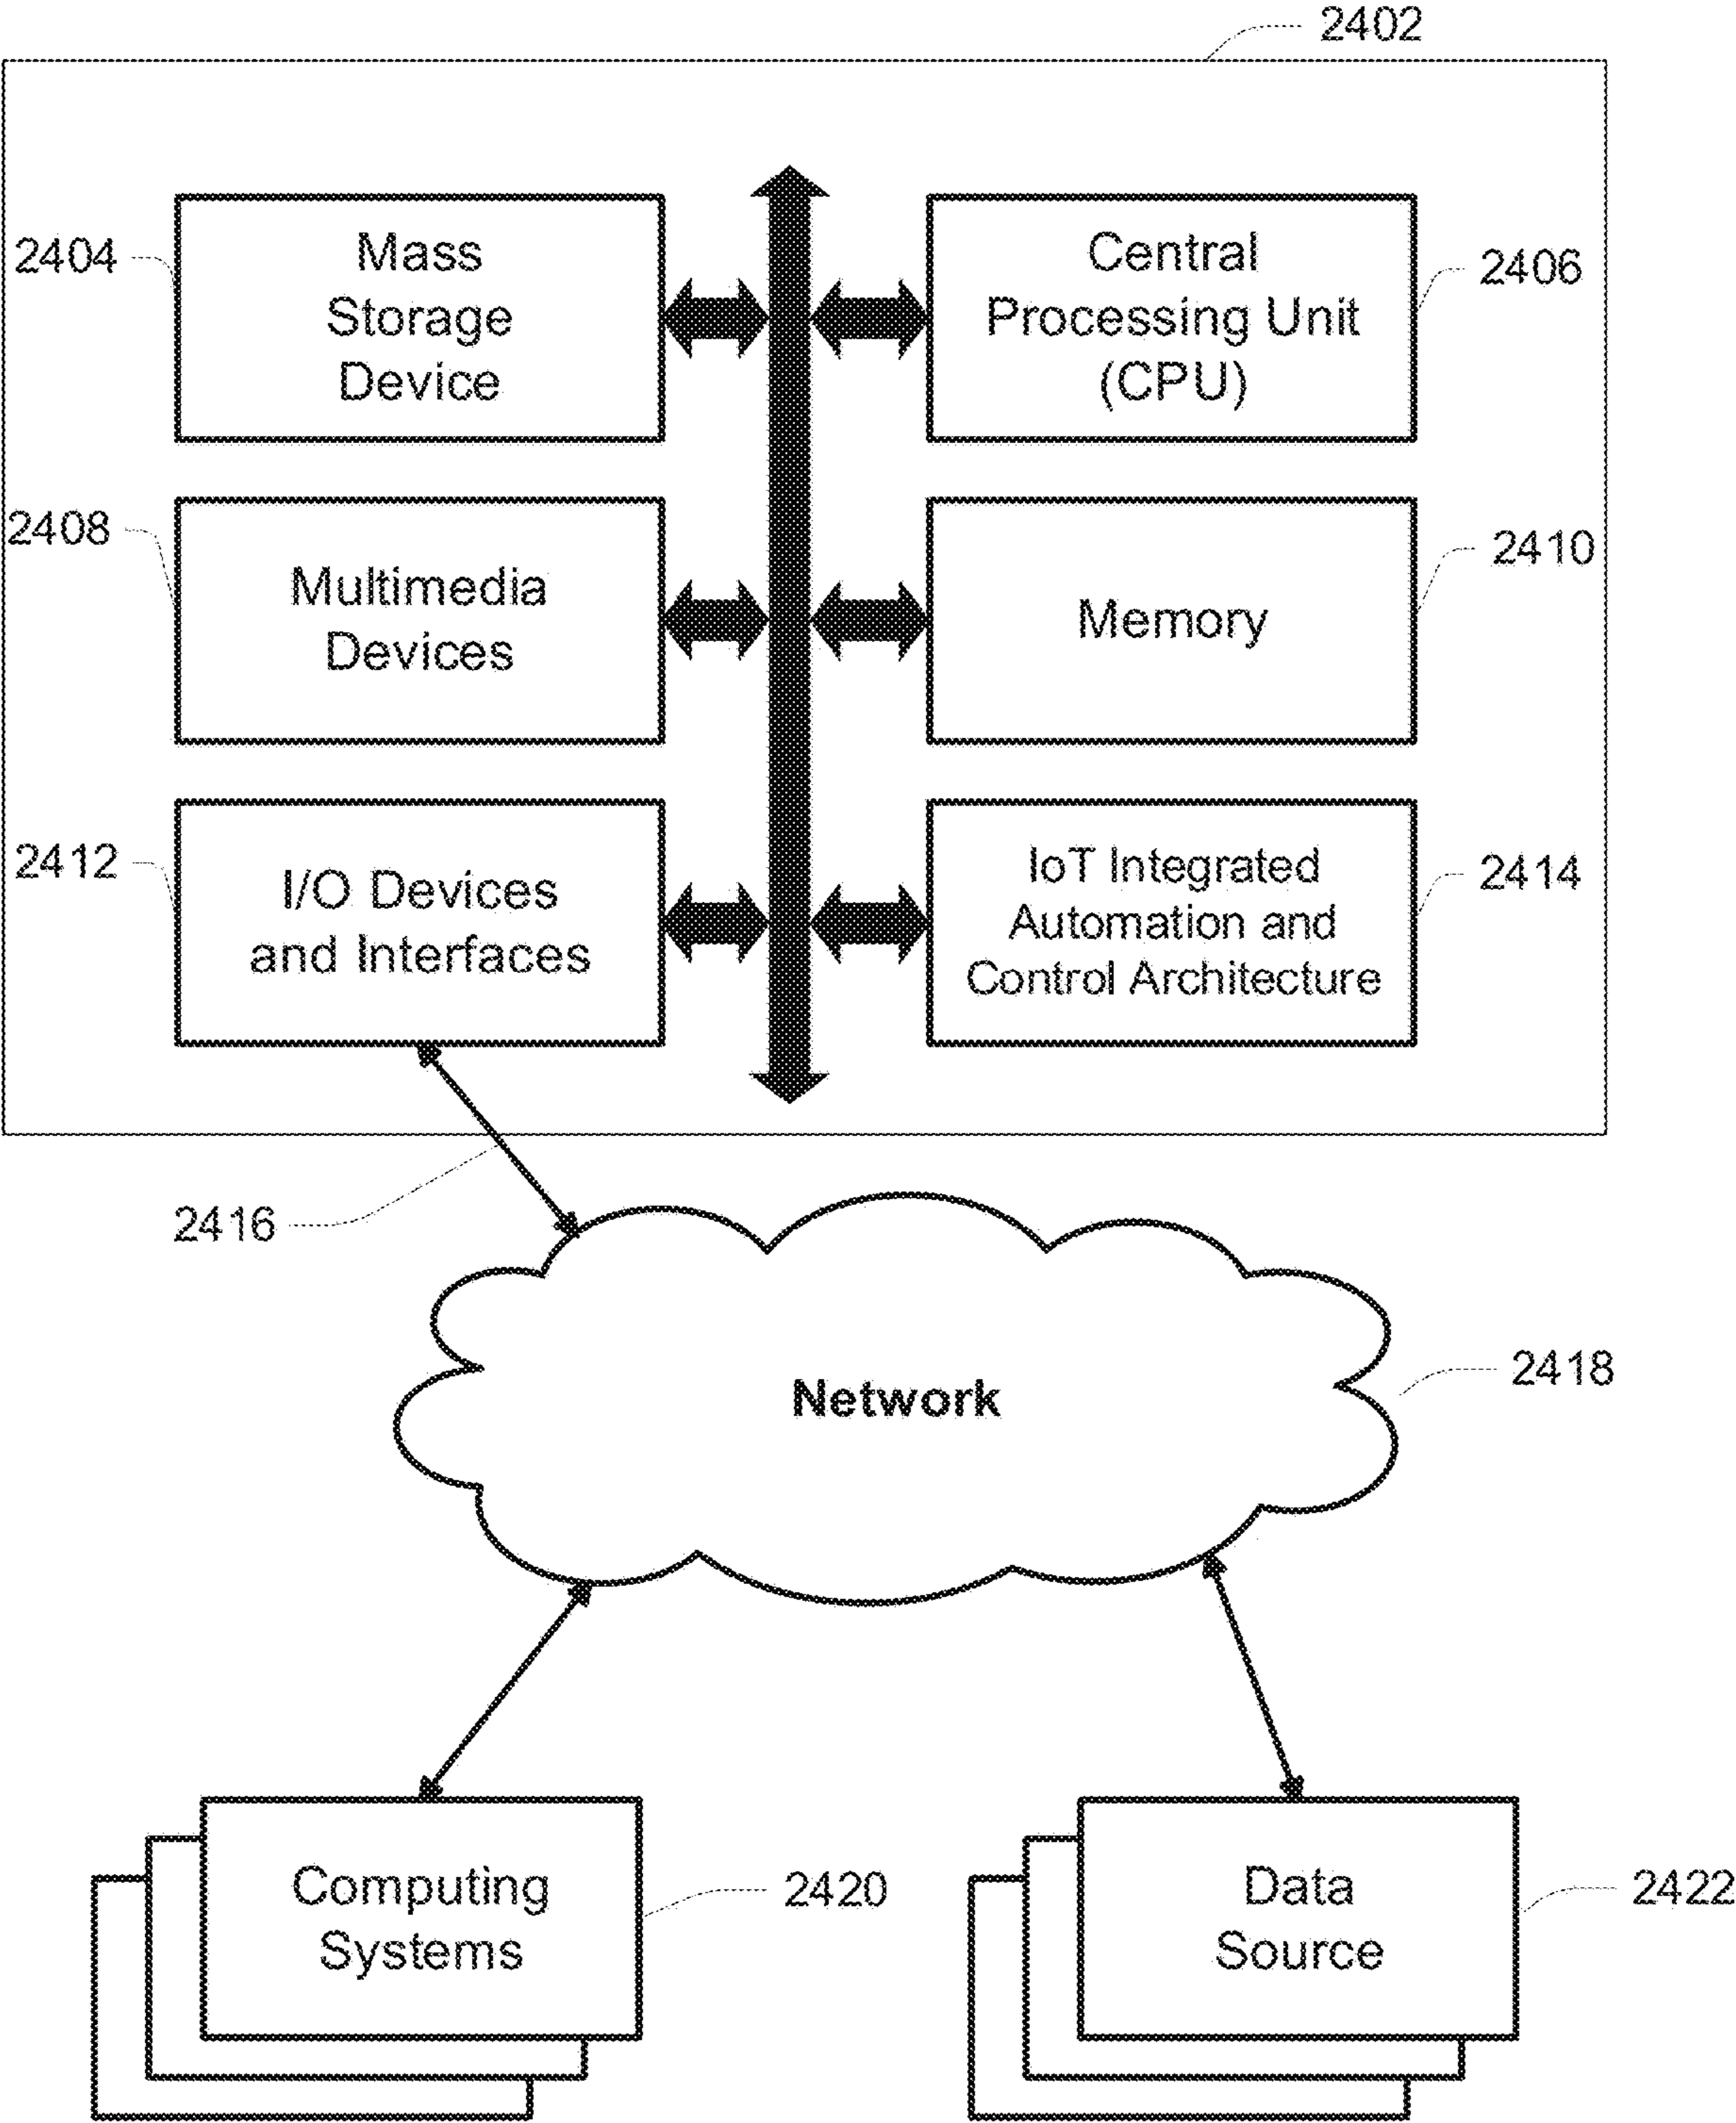 2402
2404
Mass
Storage
Device
Central
Processing Unit
(CPU)
2406
2408
Multimedia
Devices
Memory
2410
2412
I/O Devices
and Interfaces
IoT Integrated
Automation and
Control Architecture
2414
2416
Network
2418
Computing
Systems
2420
Data
Source
2422